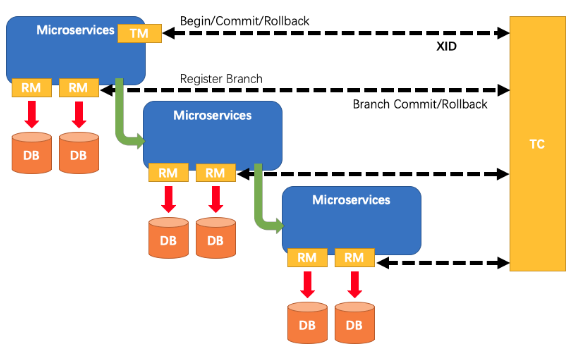 Begin/Commit/Rollback
Microservices
TM
XID
Register Branch
RM
RM
Branch Commit/Rollback
Microservices
TC
DB
DB
RM
RM
Microservices
DB
DB
RM
RM
DB
DB